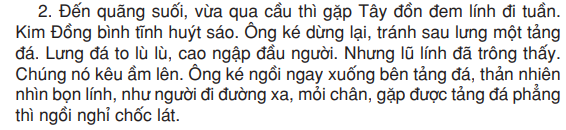 2. Đến quãng suối, vừa qua cầu thì gặp Tây đồn đem lính đi tuần.
Kim Đồng bình tĩnh huýt sáo. Ông ké dừng lại, tránh sau lưng một tảng
đá. Lưng đá to lù lù, cao ngập đầu người. Nhưng lũ lính đã trông thấy.
Chúng nó kêu ầm lên. Ông ké ngồi ngay xuống bên tảng đá, thản nhiên
nhìn bọn lính, như người đi đường xa, mỏi chân, gặp được tảng đá phẳng
thì ngồi nghỉ chốc lát.